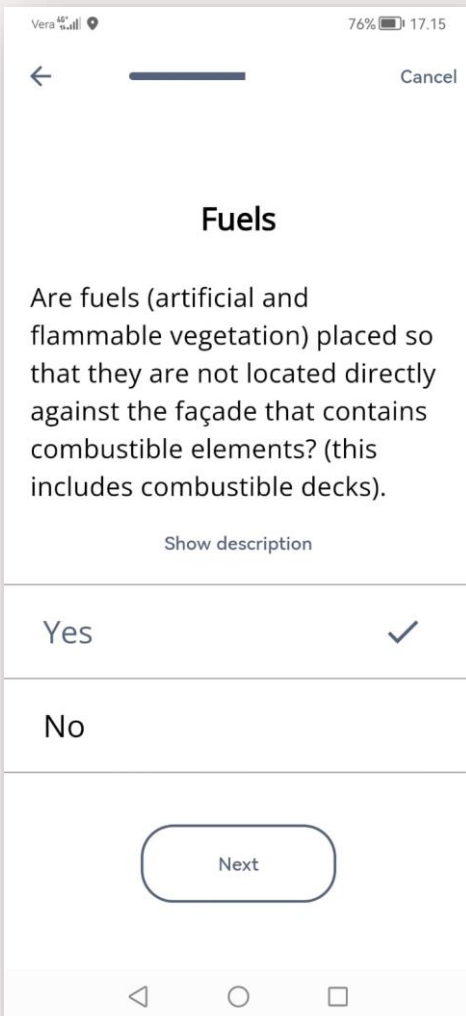 Vera 76% 17.15
Cancel
Fuels
Are fuels (artificial and
flammable vegetation) placed so
that they are not located directly
against the façade that contains
combustible elements? (this
includes combustible decks).
Show description
Yes
No
Next